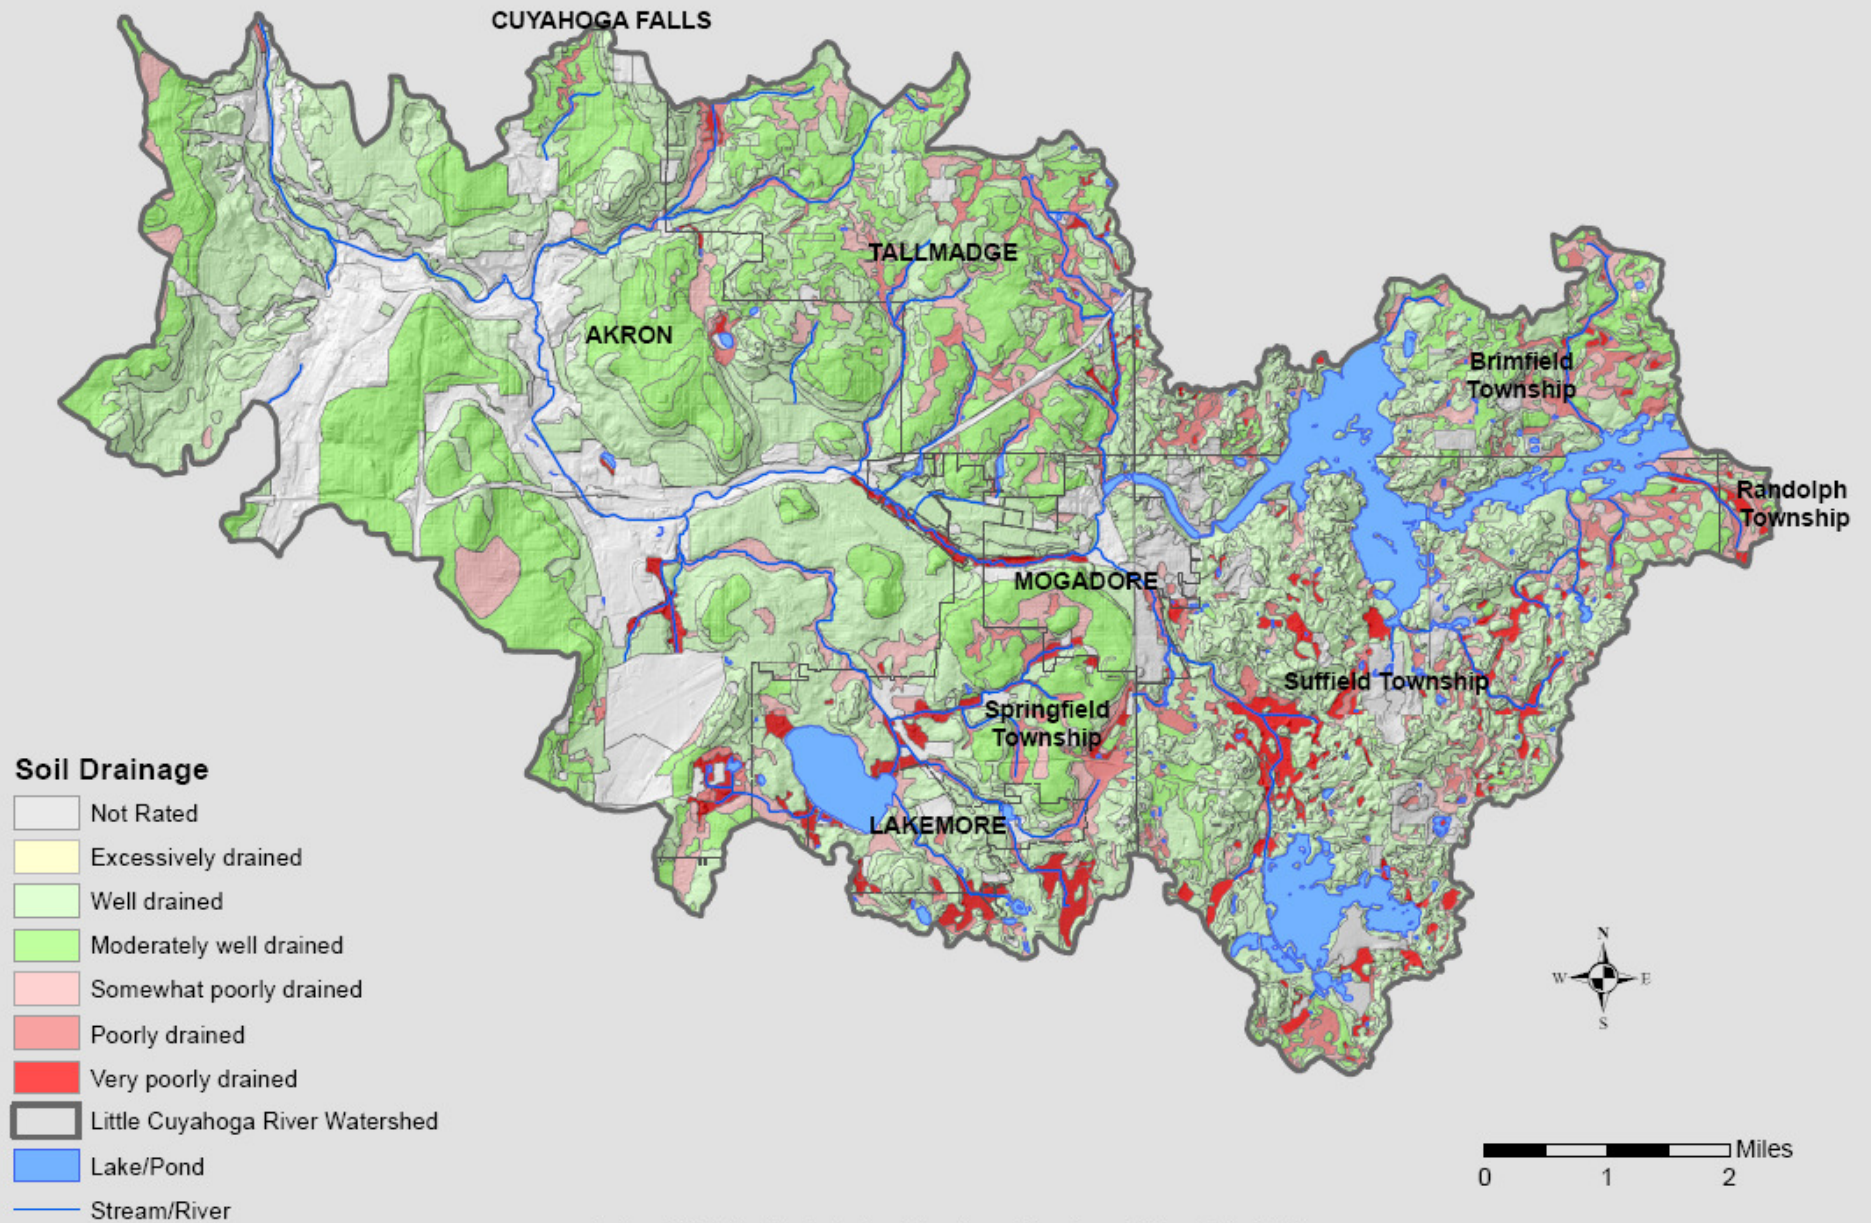 CUYAHOGA FALLS
TALLMADGE
AKRON
Brimfield
Township
Randolph
Township
MOGADORE
Suffield Township
Springfield
Township
LAKEMORE
Soil Drainage
Not Rated
Excessively drained
Well drained
Moderately well drained
Somewhat poorly drained
Poorly drained
Very poorly drained
Little Cuyahoga River Watershed
Lake/Pond
Stream/River
N
W E
S
Miles
0 1 2